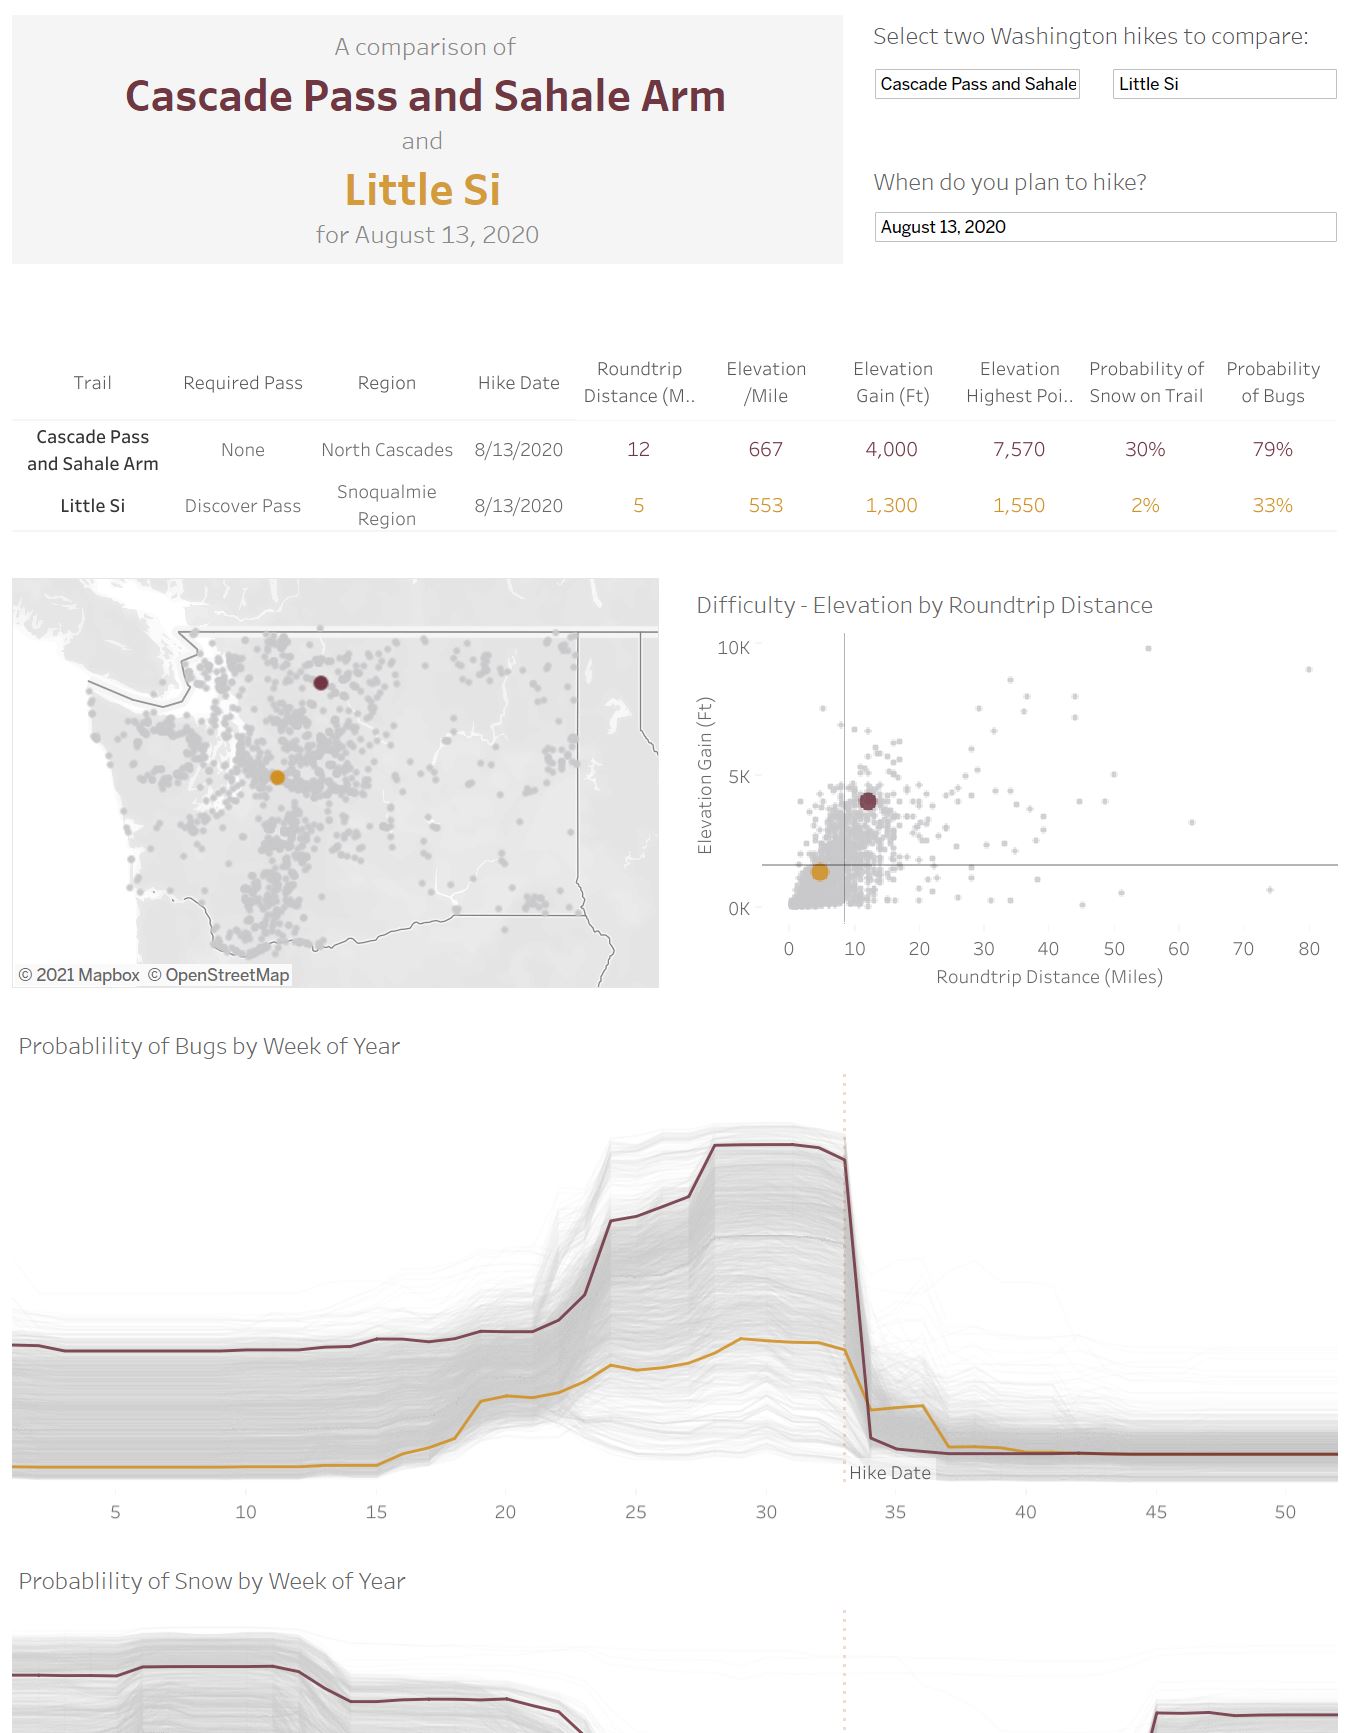 A comparison of
Cascade Pass and Sahale Arm
and
Little Si
for August 13, 2020
Select two Washington hikes to compare:
Cascade Pass and Sahale
Little Si
When do you plan to hike?
August 13, 2020
Trail
Required Pass
Region
Hike Date
Roundtrip
Distance (M..
Elevation
/Mile
Elevation
Gain (Ft)
Elevation
Highest Poi..
Probability of
Snow on Trail
Probability
of Bugs
Cascade Pass
and Sahale Arm
None
North Cascades
8/13/2020
12
667
4,000
7,570
30%
79%
Little Si
Discover Pass
Snoqualmie
Region
8/13/2020
5
553
1,300
1,550
2%
33%
© 2021 Mapbox © OpenStreetMap
Difficulty - Elevation by Roundtrip Distance
Elevation Gain (Ft)
10K
5K
0K
0 10 20 30 40 50 60 70 80
Roundtrip Distance (Miles)
Probablility of Bugs by Week of Year
Hike Date
5 10 15 20 25 30 35 40 45 50
Probablility of Snow by Week of Year